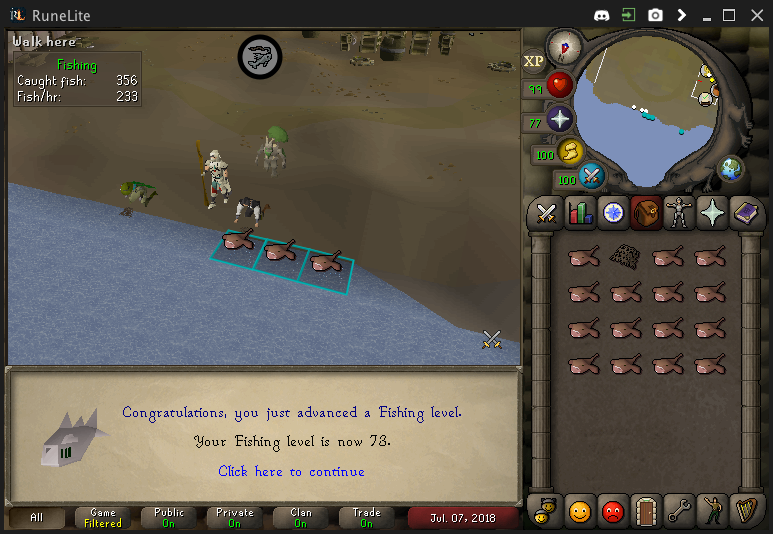 RuneLite
Walk here
Fishing
Caught fish: 356
Fish/hr: 233
XP
99
77
100
100
Congratulations, you just advanced a Fishing level.
Your Fishing level is now 73.
Click here to continue
All
Game
Filtered
Public
On
Private
On
Clan
On
Trade
On
Jul. 07, 2018